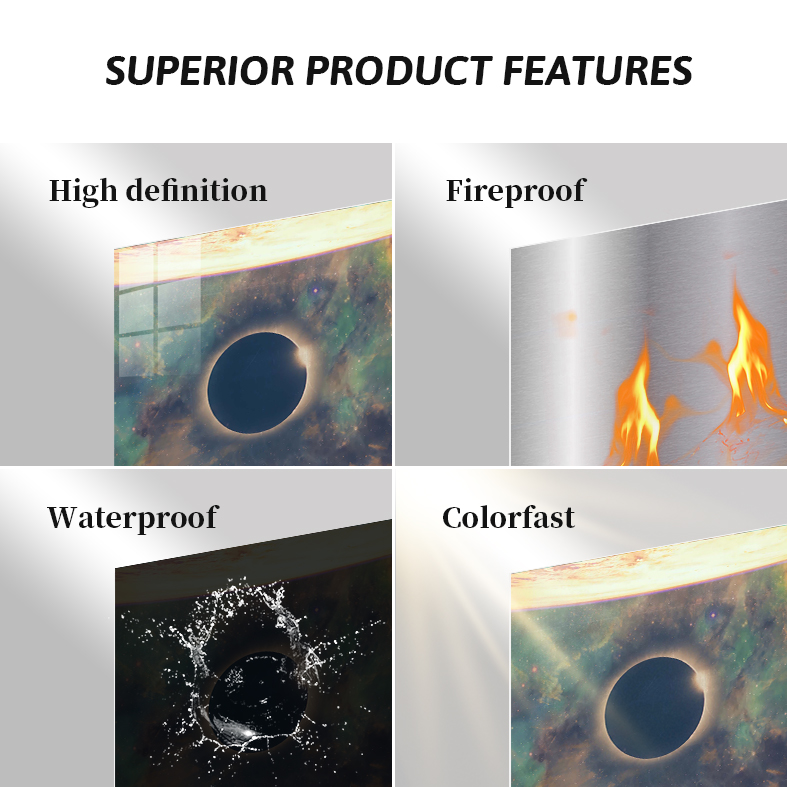 SUPERIOR PRODUCT FEATURES
High definition
Fireproof
Waterproof
Colorfast